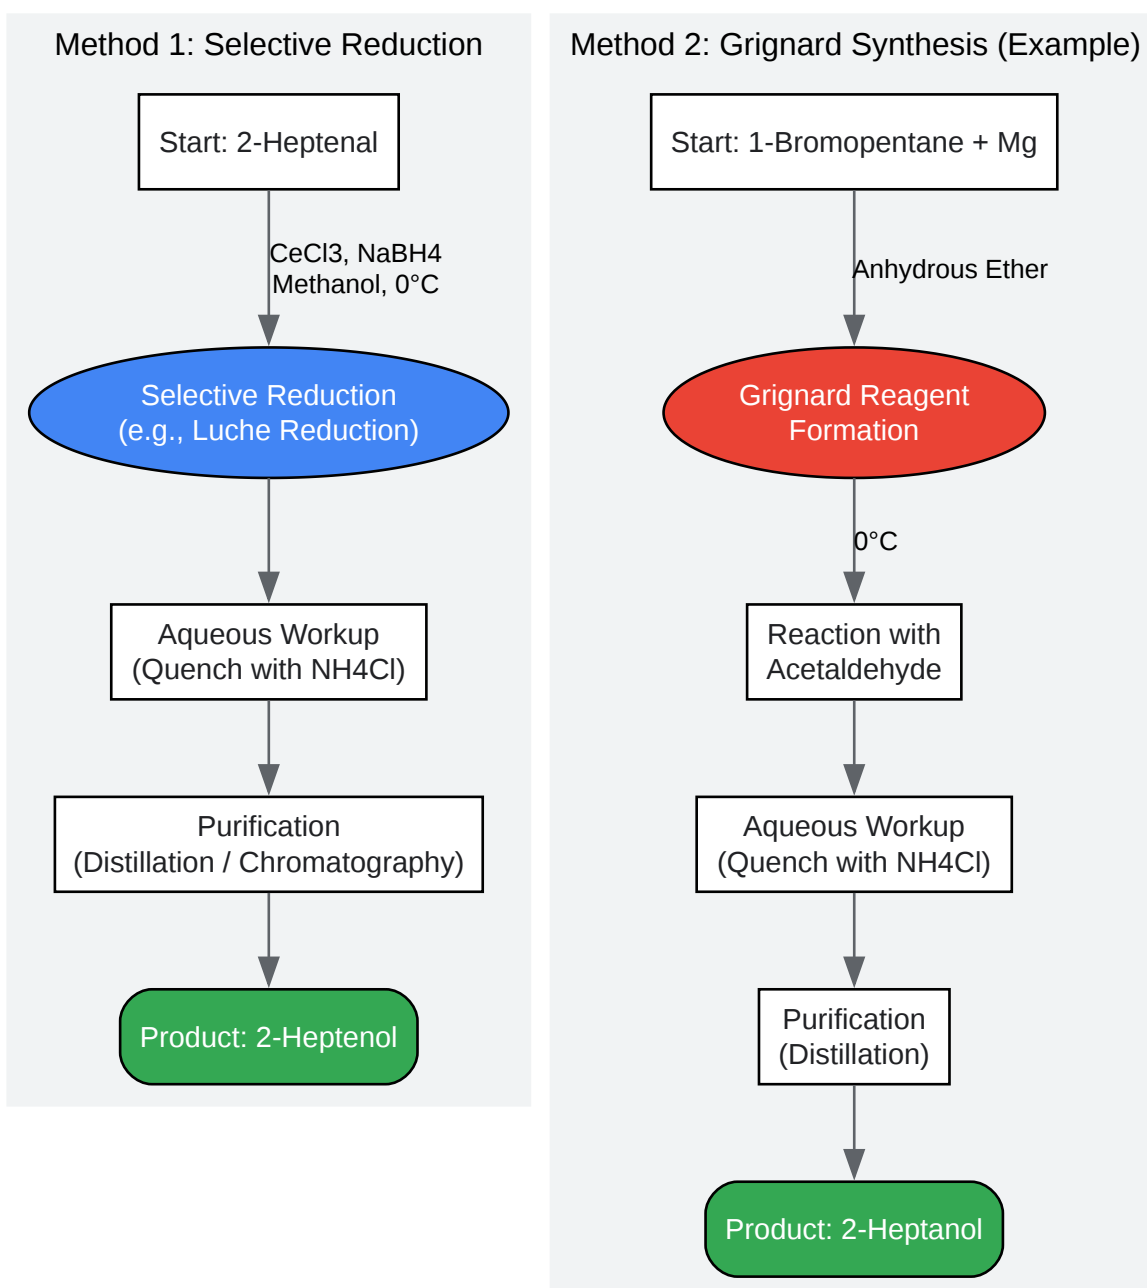 Method 1: Selective Reduction
Start: 2-Heptenal
CeCl3, NaBH4
Methanol, 0°C
Selective Reduction
(e.g., Luche Reduction)
Aqueous Workup
(Quench with NH4Cl)
Purification
(Distillation / Chromatography)
Product: 2-Heptenol
Method 2: Grignard Synthesis (Example)
Start: 1-Bromopentane + Mg
Anhydrous Ether
Grignard Reagent
Formation
0°C
Reaction with
Acetaldehyde
Aqueous Workup
(Quench with NH4Cl)
Purification
(Distillation)
Product: 2-Heptanol